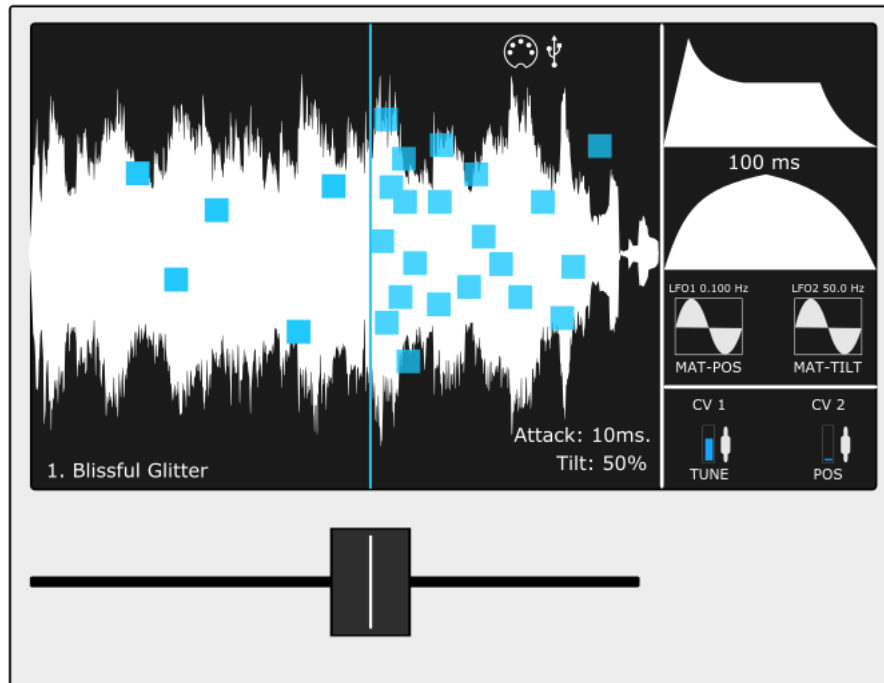 100 ms
LFO1 0.100 Hz
LFO2 50.0 Hz
MAT-POS
MAT-TILT
CV 1
CV 2
TUNE
POS
Attack: 10ms.
Tilt: 50%
1. Blissful Glitter